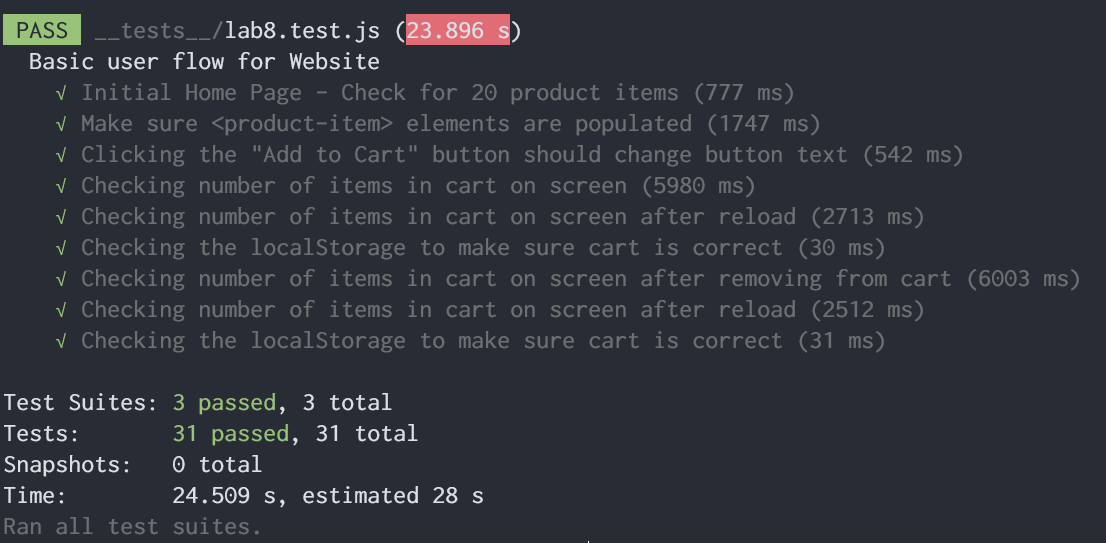 PASS __tests__/lab8.test.js (23.896 s)
Basic user flow for Website
√ Initial Home Page - Check for 20 product items (777 ms)
√ Make sure <product-item> elements are populated (1747 ms)
√ Clicking the "Add to Cart" button should change button text (542 ms)
√ Checking number of items in cart on screen (5980 ms)
√ Checking number of items in cart on screen after reload (2713 ms)
√ Checking the localStorage to make sure cart is correct (30 ms)
√ Checking number of items in cart on screen after removing from cart (6003 ms)
√ Checking number of items in cart on screen after reload (2512 ms)
√ Checking the localStorage to make sure cart is correct (31 ms)
Test Suites: 3 passed, 3 total
Tests: 31 passed, 31 total
Snapshots: 0 total
Time: 24.509 s, estimated 28 s
Ran all test suites.